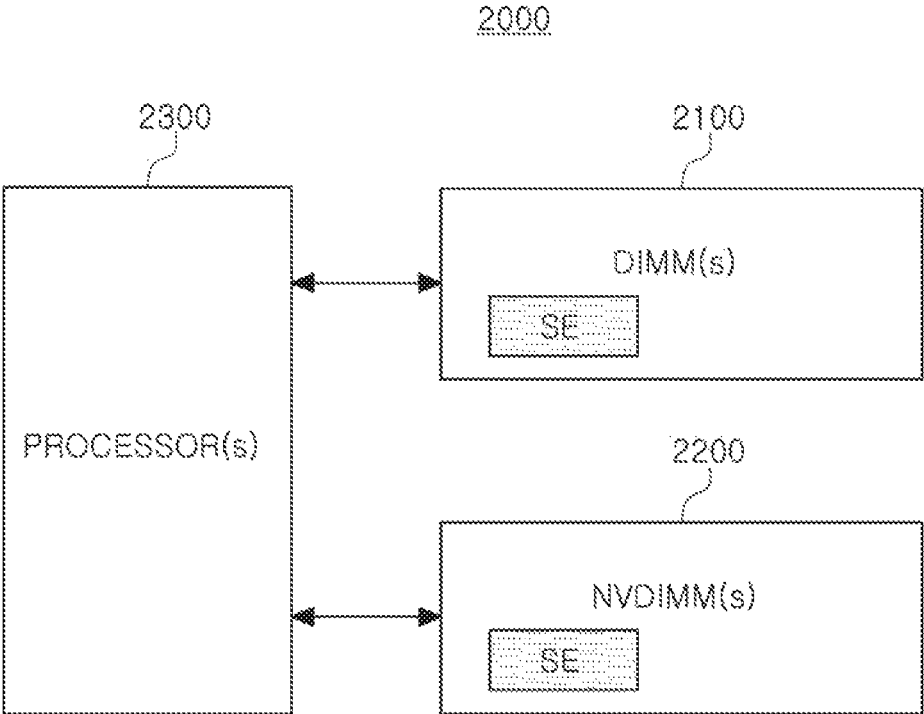 2000
2300
2100
DIMM(s)
SE
PROCESSOR(s)
2200
NVDIMM(s)
SE